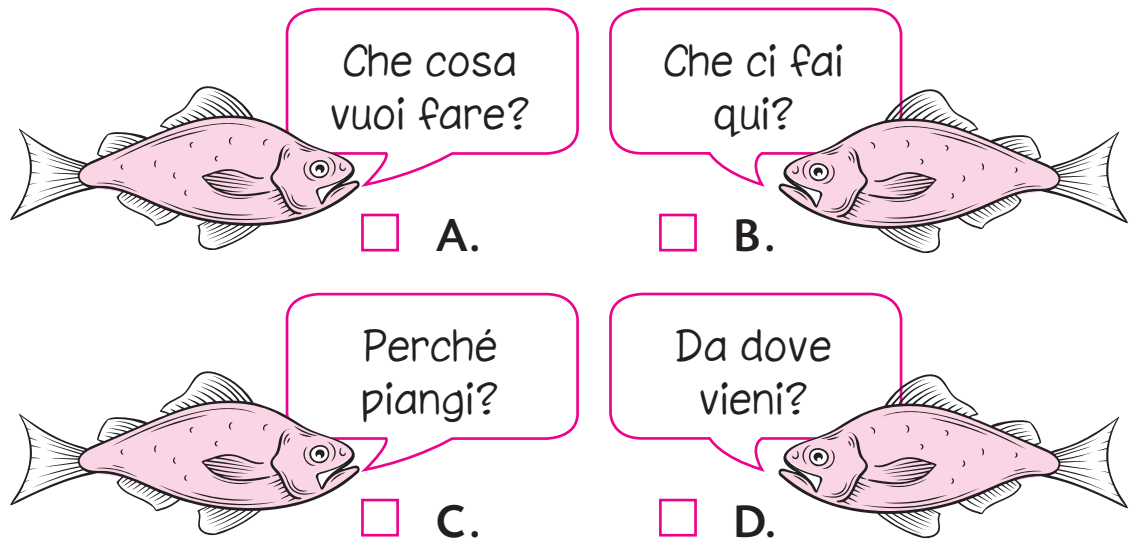 Che cosa
vuoi fare?
Che ci fai
qui?
A.
B.
Perché
piangi?
Da dove
vieni?
C.
D.